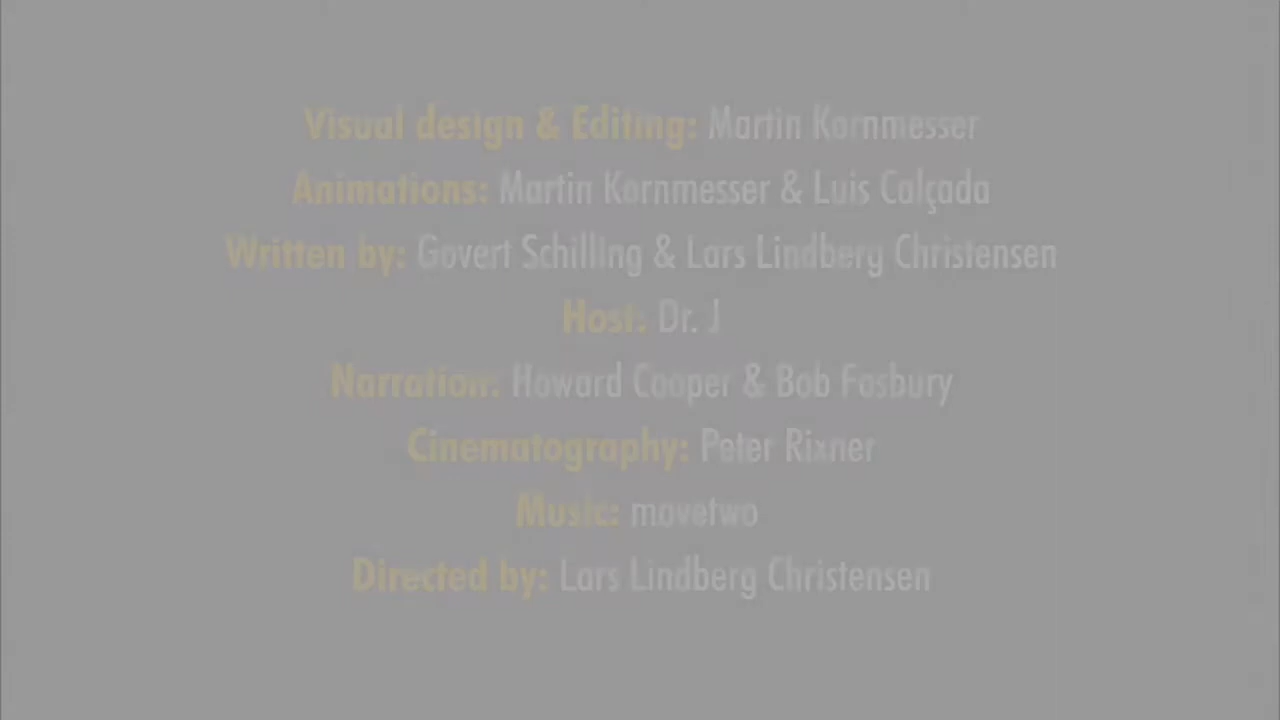 Visual design & Editing: Martin Kornmesser
Animations: Martin Kornmesser & Luis Calçada
Written by: Govert Schilling & Lars Lindberg Christensen
Host: Dr. J
Narration: Howard Cooper & Bob Fosbury
Cinematography: Peter Rixner
Music: movetwo
Directed by: Lars Lindberg Christensen